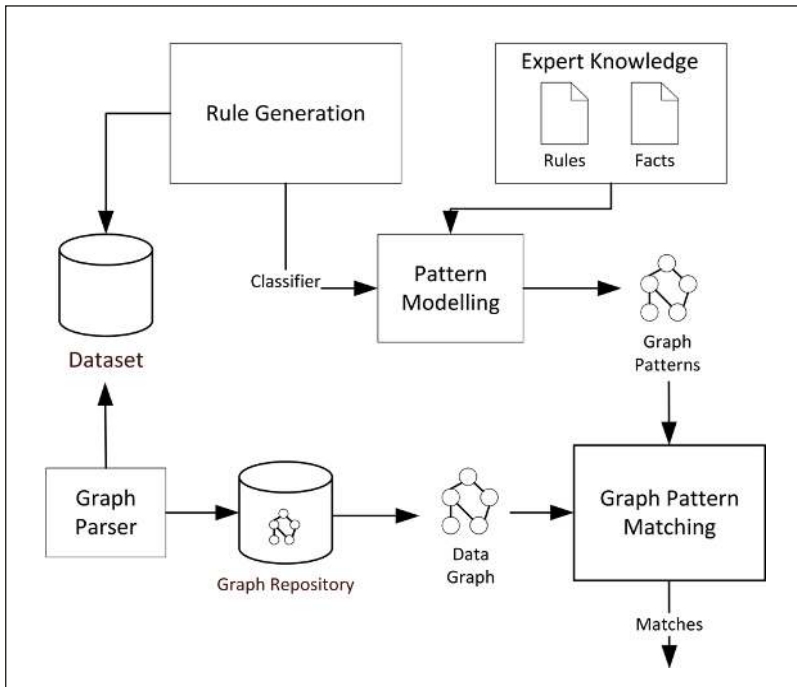 Rule Generation
Expert Knowledge
Rules
Facts
Classifier
Pattern
Modelling
Graph
Patterns
Dataset
Graph
Parser
Graph Repository
Data
Graph
Graph Pattern
Matching
Matches